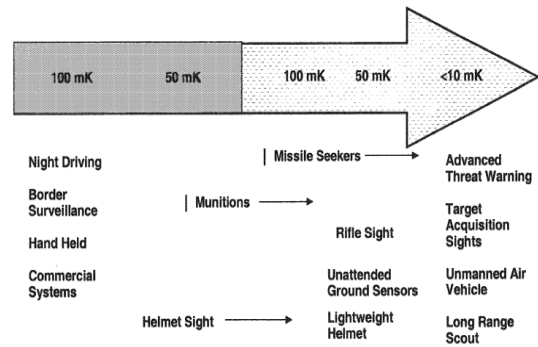 100 mK 50 mK 100 mK 50 mK <10 mK
Night Driving
Border
Surveillance
Hand Held
Commercial
Systems
| Missile Seekers
| Munitions
Helmet Sight
Rifle Sight
Unattended
Ground Sensors
Lightweight
Helmet
Advanced
Threat Warning
Target
Acquisition
Sights
Unmanned Air
Vehicle
Long Range
Scout